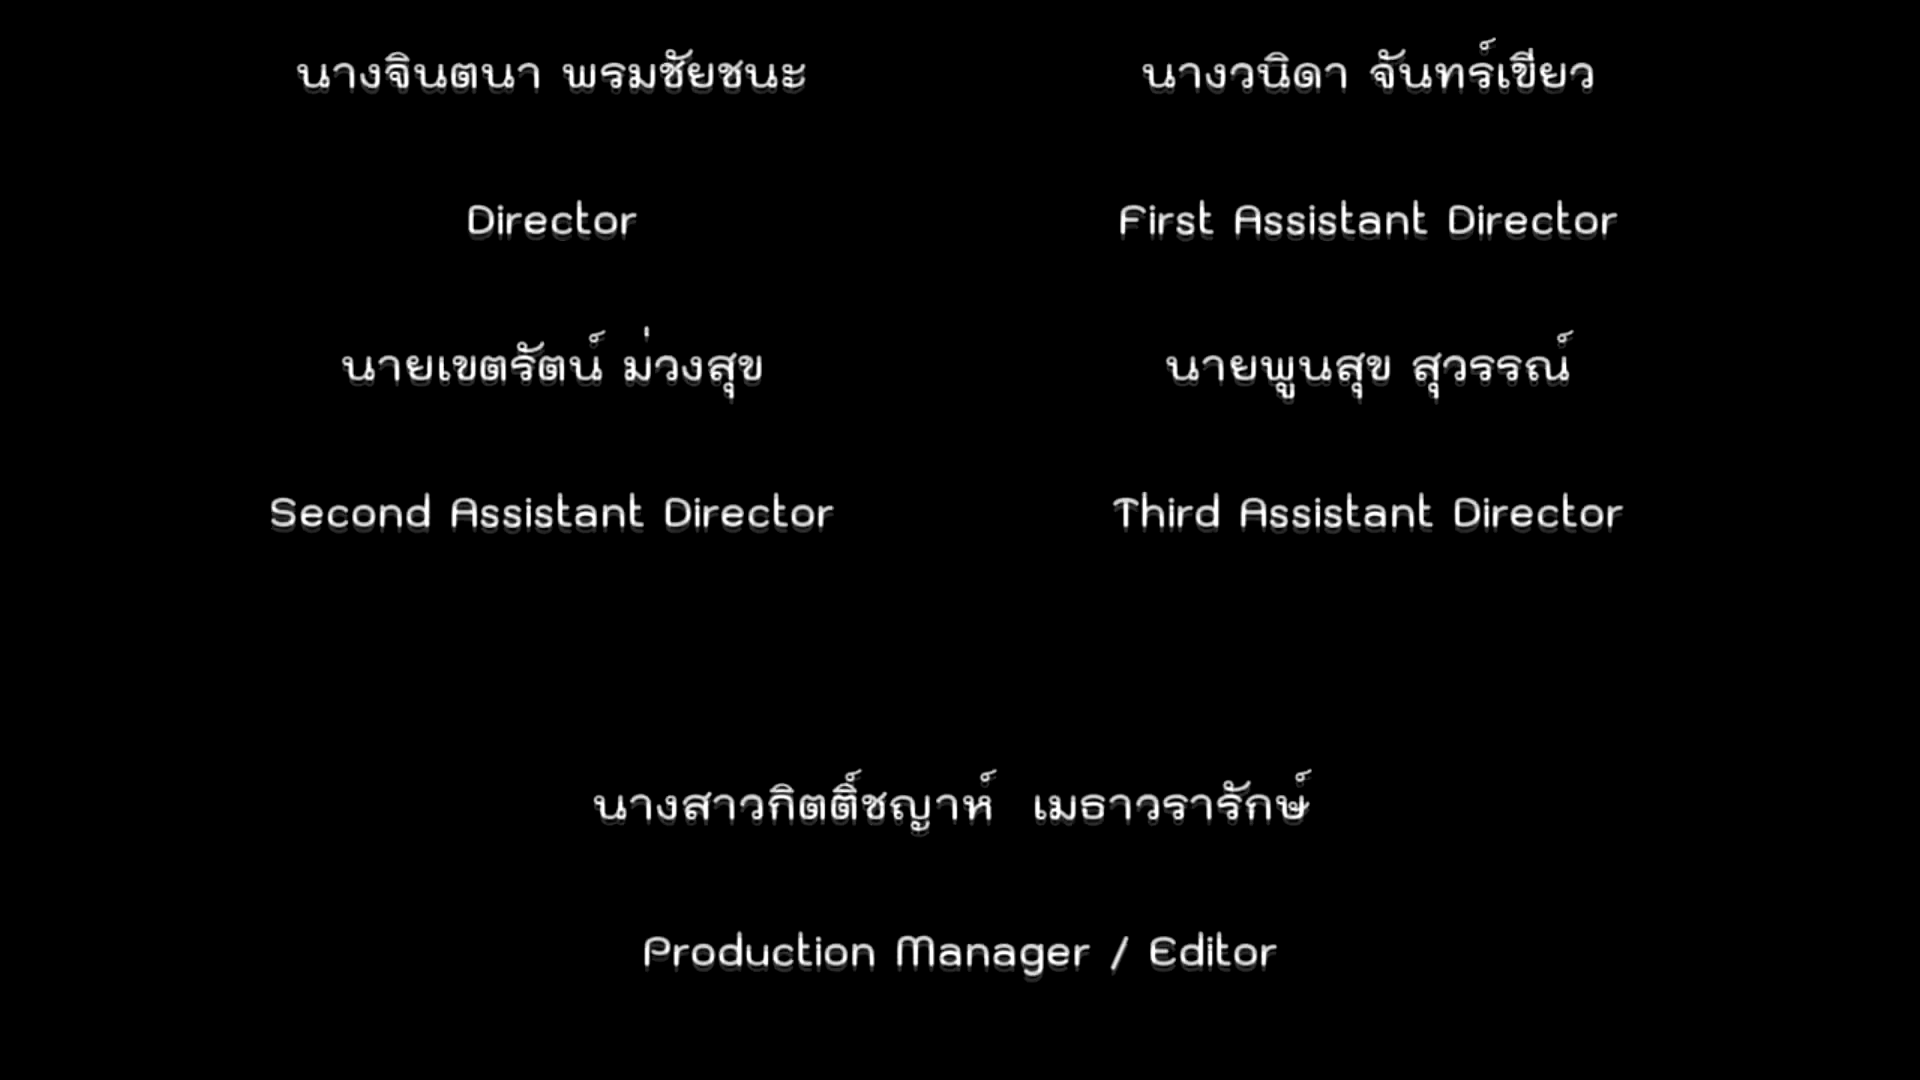 นางจินตนา พรมชัยชนะ
นางวนิดา จันทร์เขียว
Director
First Assistant Director
นายเขตรัตน์ ม่วงสุข
นายพูนสุข สุวรรณ์
Second Assistant Director
Third Assistant Director
นางสาวกิตติ์ชญาห์ เมธาวรารักษ์
Production Manager / Editor